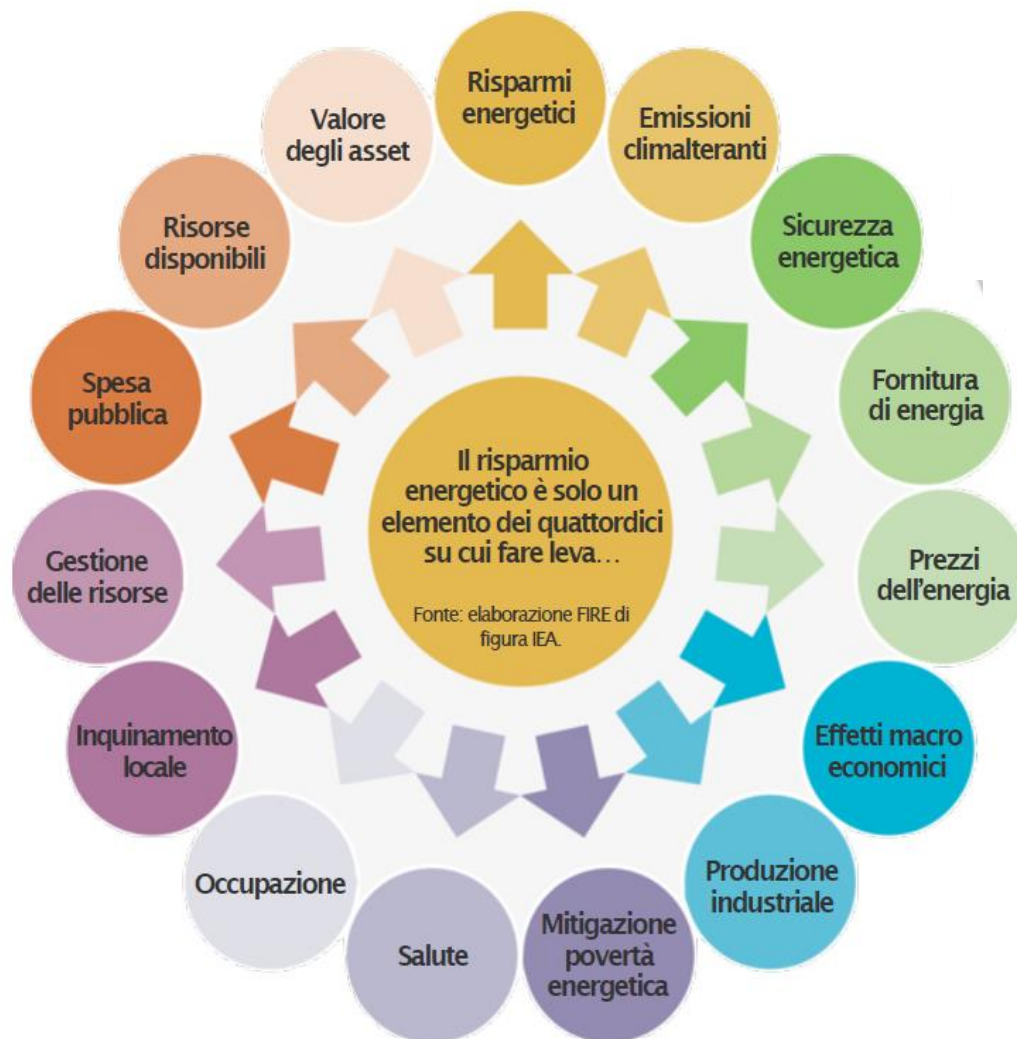 Risparmi
energetici
Emissioni
climalteranti
Sicurezza
energetica
Fornitura
di energia
Prezzi
dell'energia
Effetti macro
economici
Produzione
industriale
Mitigazione
povertà
energetica
Salute
Occupazione
Inquinamento
locale
Gestione
delle risorse
Spesa
pubblica
Risorse
disponibili
Valore
degli asset
Il risparmio
energetico è solo un
elemento dei quattordici
su cui fare leva…
Fonte: elaborazione FIRE di
figura IEA.